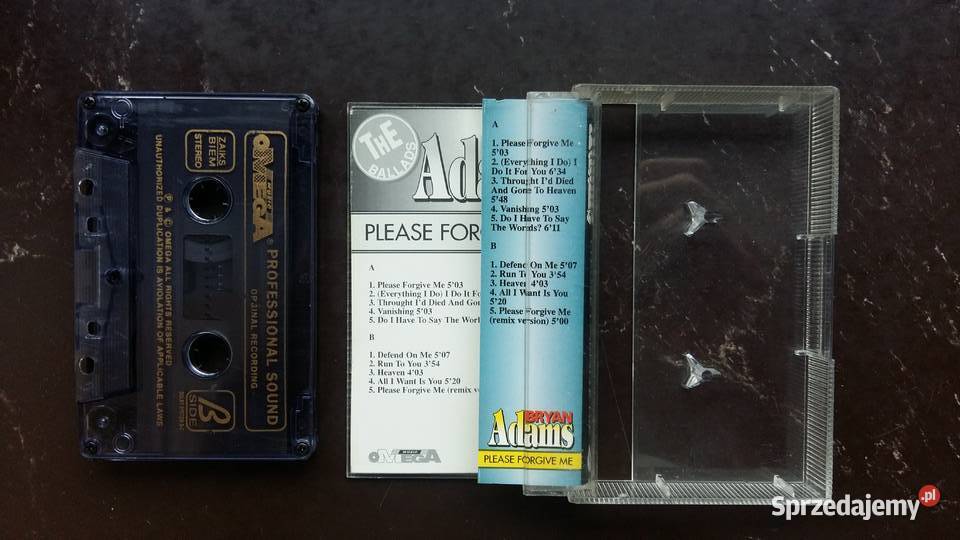 ZAIKS
BIEM
STEREO
OMEGA
MUSIC
® PROFESSIONAL SOUND
RECORDING
UNAUTHORIZED DUPLICATION IS AVIOLATION OF APPLICABLE LAWS
℗ & © OMEGA ALL RIGHTS RESERVED
B
SIDE
THE
BALLADS
Ada
PLEASE FORG
A
1. Please Forgive Me 5'03
2. (Everything I Do) I Do It Fo
3. Throught I'd Died And Gon
4. Vanishing 5'03
5. Do I Have To Say The Worl
B
1. Defend On Me 5'07
2. Run To You 3'54
3. Heaven 4'03
4. All I Want Is You 5'20
5. Please Forgive Me (remix ve
OMEGA
MUSIC
A
1. Please Forgive Me
5'03
2. (Everything I Do) I
Do It For You 6'34
3. Throught I'd Died
And Gone To Heaven
5'48
4. Vanishing 5'03
5. Do I Have To Say
The Words? 6'11
B
1. Defend On Me 5'07
2. Run To You 3'54
3. Heaven 4'03
4. All I Want Is You
5'20
5. Please Forgive Me
(remix version) 5'00
BRYAN
Adams
PLEASE FORGIVE ME
Sprzedajemy.pl